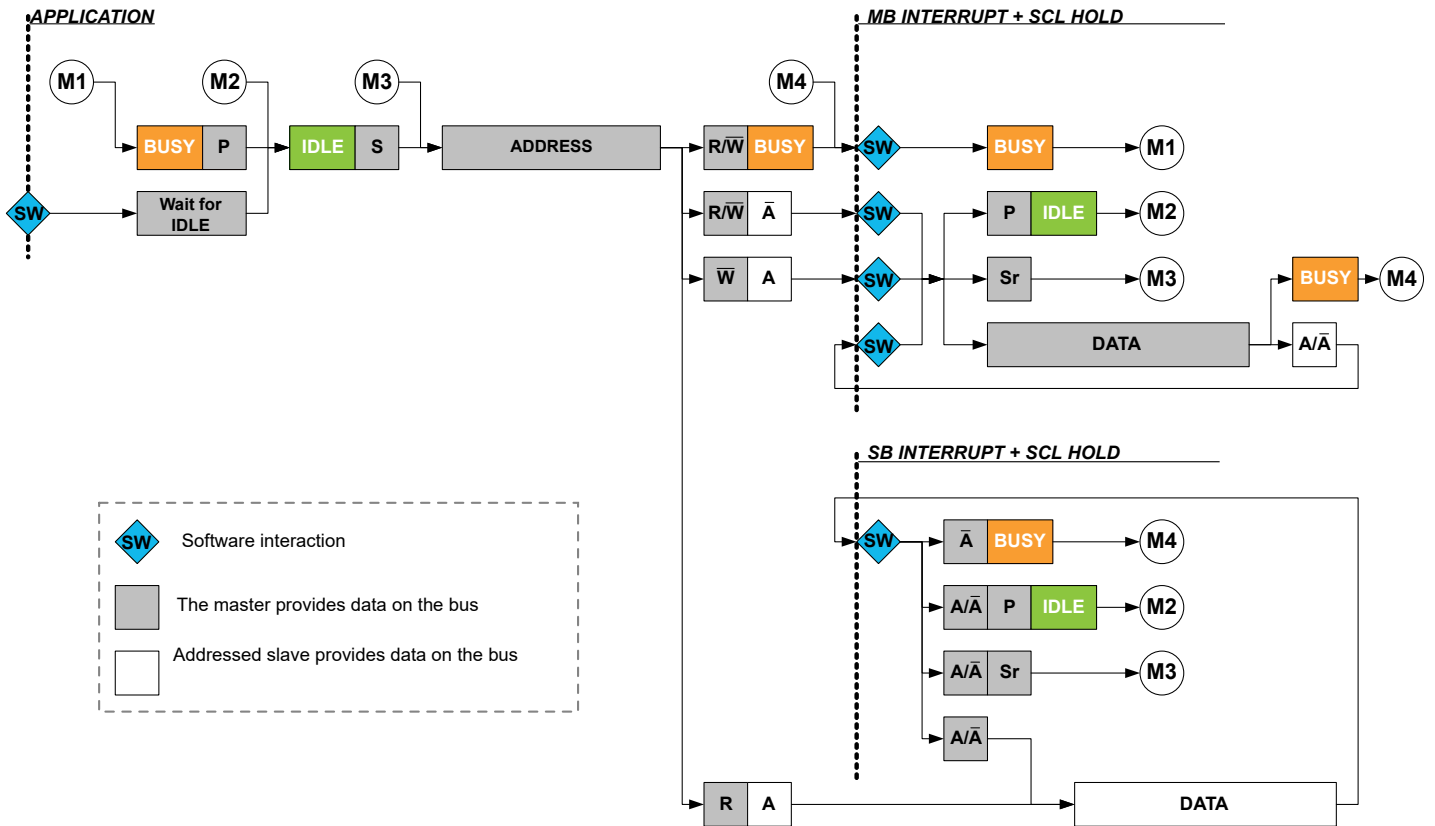 APPLICATION
MB INTERRUPT + SCL HOLD
M1
M2
M3
M4
BUSY P
IDLE S
ADDRESS
R/W̅ BUSY
SW
BUSY
M1
SW
Wait for
IDLE
R/W̅ A̅
SW
P IDLE
M2
W̅ A
SW
Sr
M3
BUSY
M4
SW
DATA
A/A̅
SB INTERRUPT + SCL HOLD
SW
A̅ BUSY
M4
A/A̅ P IDLE
M2
A/A̅ Sr
M3
A/A̅
R A
DATA
SW
Software interaction
The master provides data on the bus
Addressed slave provides data on the bus